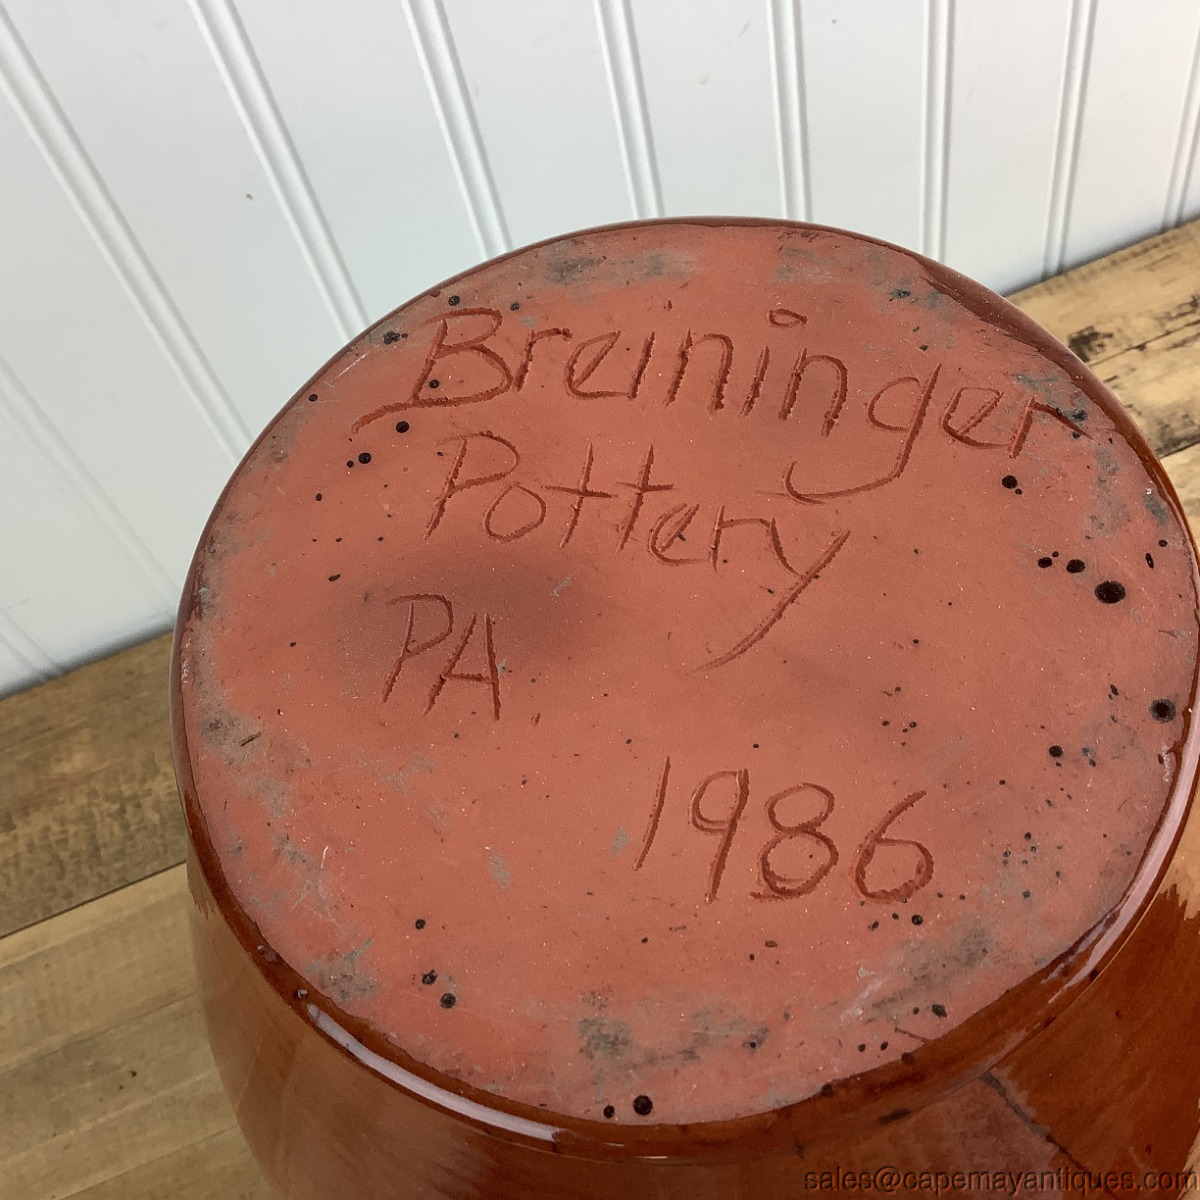 Breininger
Pottery
PA.
1986
sales@capemayantiques.com